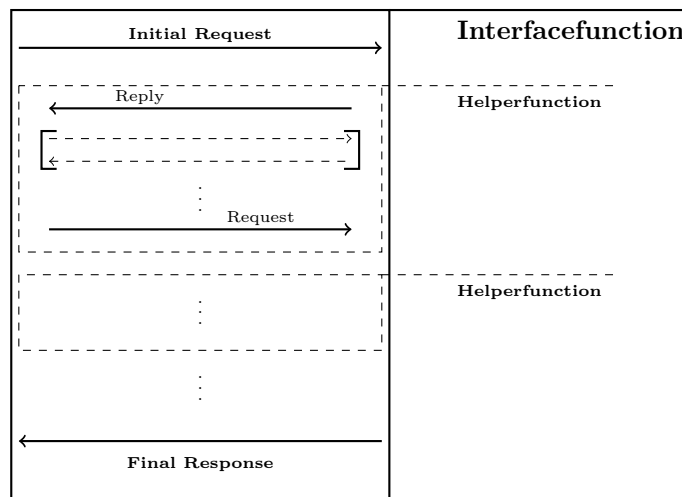 Initial Request
Interfacefunction
Reply
Helperfunction
Request
Helperfunction
Final Response